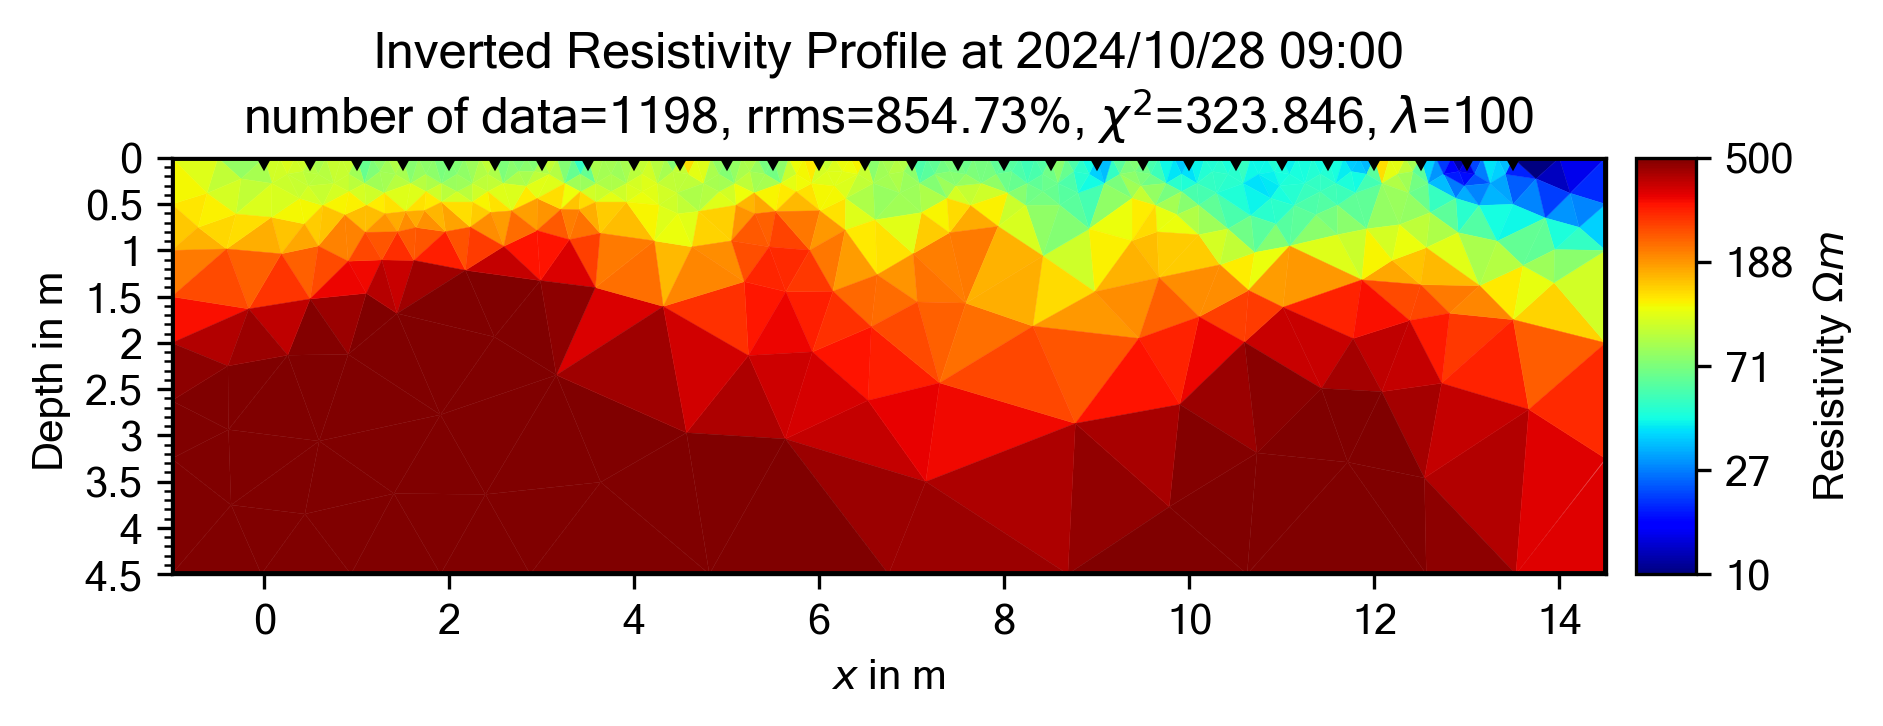 Inverted Resistivity Profile at 2024/10/28 09:00
number of data=1198, rrms=854.73%, χ²=323.846, λ=100
0
0.5
1
1.5
2
2.5
3
3.5
4
4.5
Depth in m
0 2 4 6 8 10 12 14
x in m
500
188
71
27
10
Resistivity Ωm